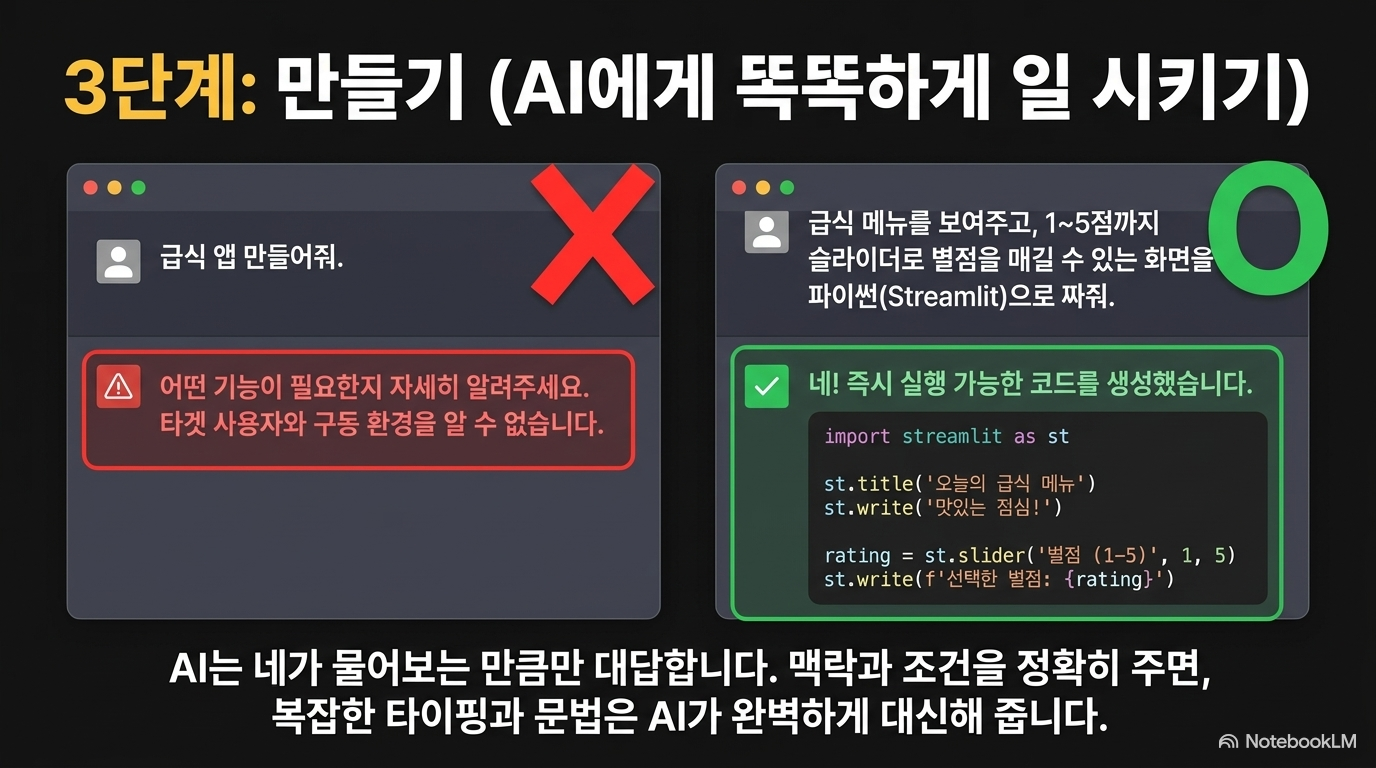 3단계: 만들기 (AI에게 똑똑하게 일 시키기)
급식 앱 만들어줘.
어떤 기능이 필요한지 자세히 알려주세요.
타겟 사용자와 구동 환경을 알 수 없습니다.
급식 메뉴를 보여주고, 1~5점까지
슬라이더로 별점을 매길 수 있는 화면을
파이썬(Streamlit)으로 짜줘.
네! 즉시 실행 가능한 코드를 생성했습니다.
import streamlit as st
st.title('오늘의 급식 메뉴')
st.write('맛있는 점심!')
rating = st.slider('별점 (1–5)', 1, 5)
st.write(f'선택한 별점: {rating}')
AI는 네가 물어보는 만큼만 대답합니다. 맥락과 조건을 정확히 주면,
복잡한 타이핑과 문법은 AI가 완벽하게 대신해 줍니다.
NotebookLM